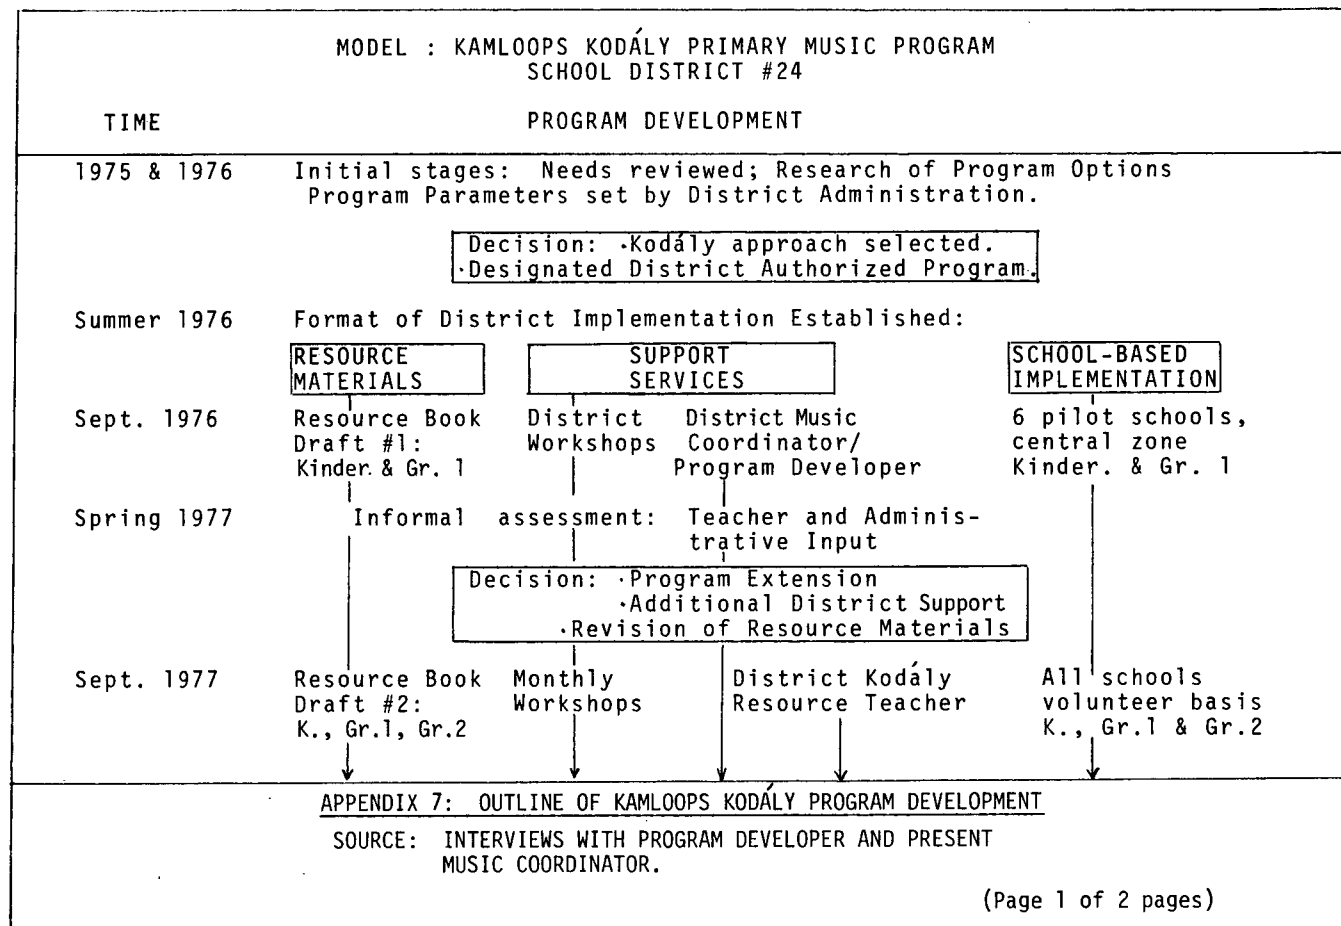 MODEL : KAMLOOPS KODÁLY PRIMARY MUSIC PROGRAM
SCHOOL DISTRICT #24
TIME PROGRAM DEVELOPMENT
1975 & 1976 Initial stages: Needs reviewed; Research of Program Options
Program Parameters set by District Administration.
Decision: ·Kodály approach selected.
·Designated District Authorized Program.
Summer 1976 Format of District Implementation Established:
RESOURCE SUPPORT SCHOOL-BASED
MATERIALS SERVICES IMPLEMENTATION
Sept. 1976 Resource Book District District Music 6 pilot schools,
Draft #1: Workshops Coordinator/ central zone
Kinder. & Gr. 1 Program Developer Kinder. & Gr. 1
Spring 1977 Informal assessment: Teacher and Adminis-
trative Input
Decision: ·Program Extension
·Additional District Support
·Revision of Resource Materials
Sept. 1977 Resource Book Monthly District Kodály All schools
Draft #2: Workshops Resource Teacher volunteer basis
K., Gr.1, Gr.2 K., Gr.1 & Gr.2
APPENDIX 7: OUTLINE OF KAMLOOPS KODÁLY PROGRAM DEVELOPMENT
SOURCE: INTERVIEWS WITH PROGRAM DEVELOPER AND PRESENT
MUSIC COORDINATOR.
(Page 1 of 2 pages)